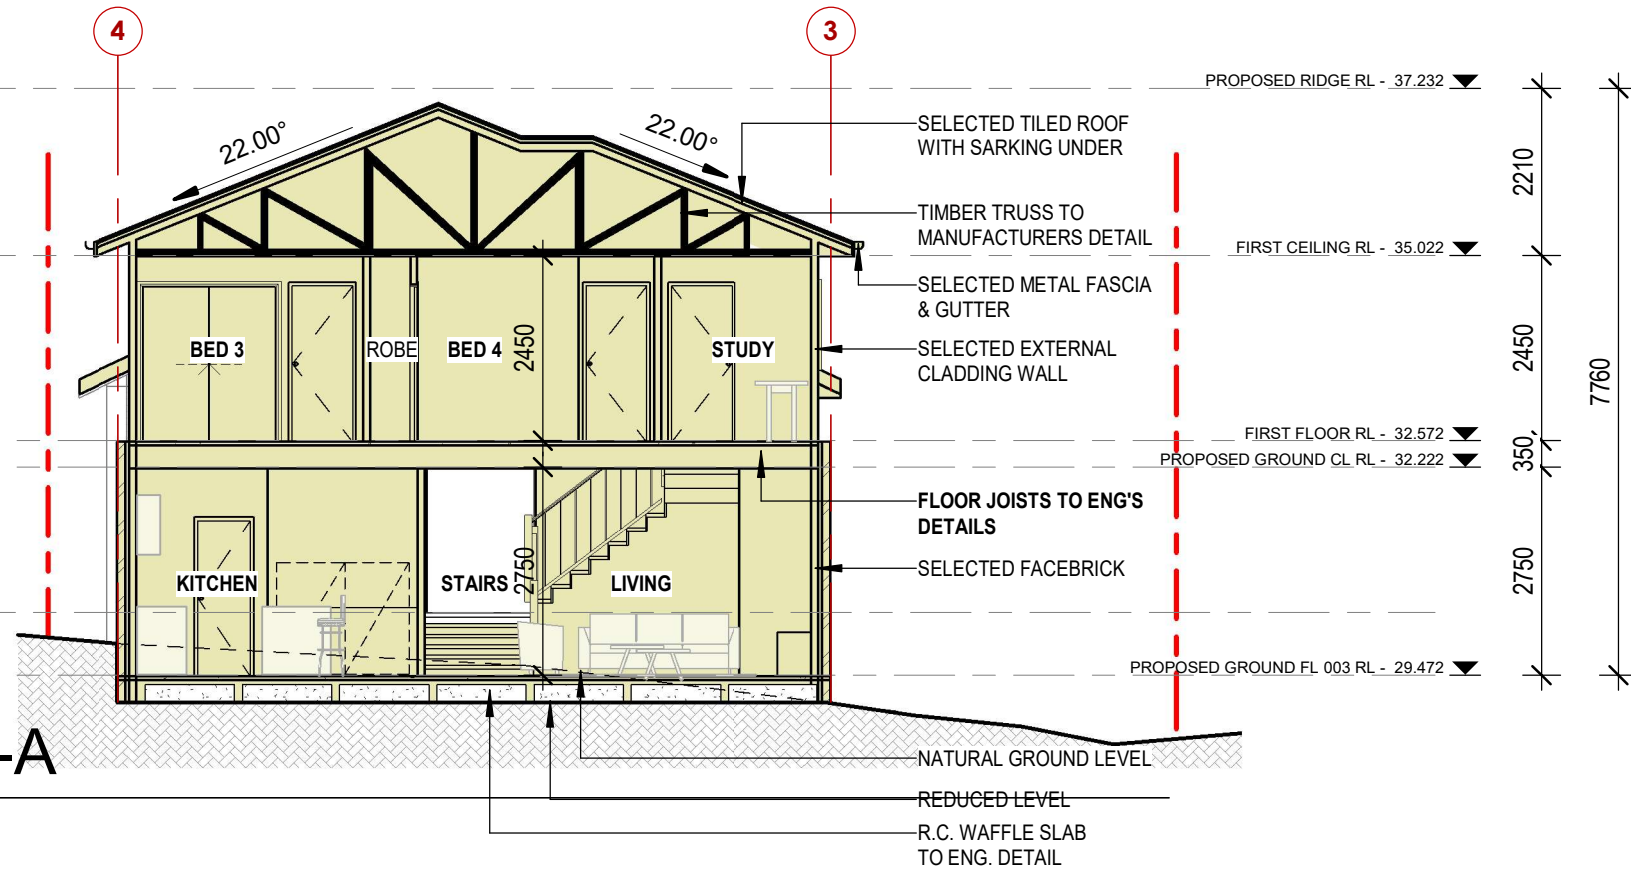 4
3
PROPOSED RIDGE RL - 37.232
22.00°
22.00°
SELECTED TILED ROOF
WITH SARKING UNDER
2210
TIMBER TRUSS TO
MANUFACTURERS DETAIL
FIRST CEILING RL - 35.022
SELECTED METAL FASCIA
& GUTTER
BED 3
ROBE
BED 4
2450
STUDY
SELECTED EXTERNAL
CLADDING WALL
2450
7760
FIRST FLOOR RL - 32.572
350
PROPOSED GROUND CL RL - 32.222
FLOOR JOISTS TO ENG'S
DETAILS
KITCHEN
STAIRS
2750
LIVING
SELECTED FACEBRICK
2750
PROPOSED GROUND FL 003 RL - 29.472
-A
NATURAL GROUND LEVEL
REDUCED LEVEL
R.C. WAFFLE SLAB
TO ENG. DETAIL